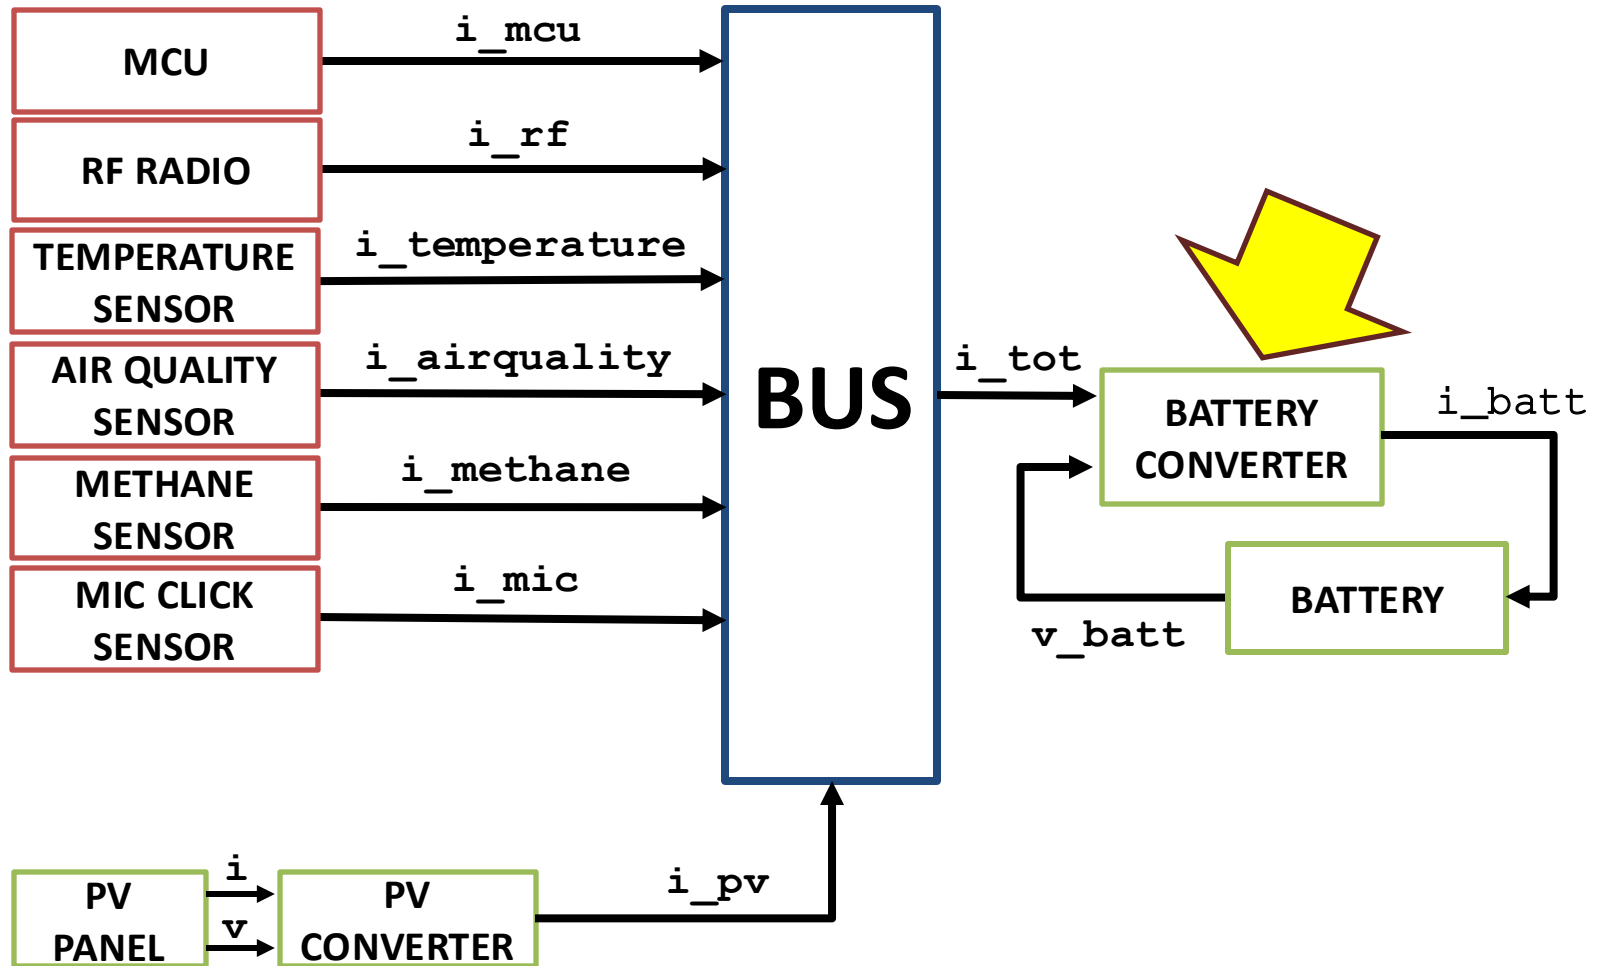 MCU
i_mcu
RF RADIO
i_rf
TEMPERATURE
SENSOR
i_temperature
AIR QUALITY
SENSOR
i_airquality
METHANE
SENSOR
i_methane
MIC CLICK
SENSOR
i_mic
BUS
i_tot
BATTERY
CONVERTER
i_batt
BATTERY
v_batt
PV
PANEL
i
v
PV
CONVERTER
i_pv